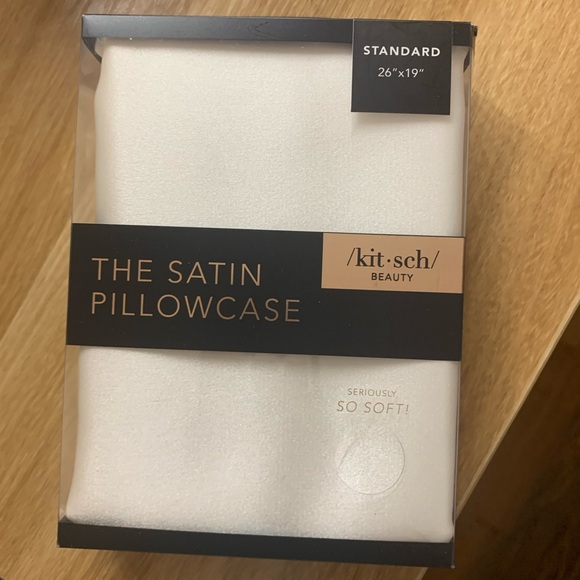 STANDARD
26"x19"
/kit·sch/
BEAUTY
THE SATIN
PILLOWCASE
SERIOUSLY,
SO SOFT!